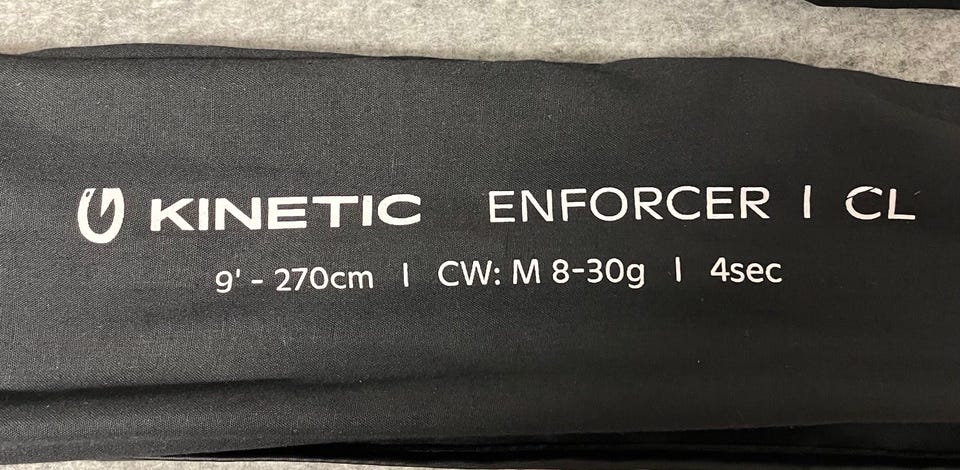 KINETIC ENFORCER | CL
9' - 270cm | CW: M 8-30g | 4sec